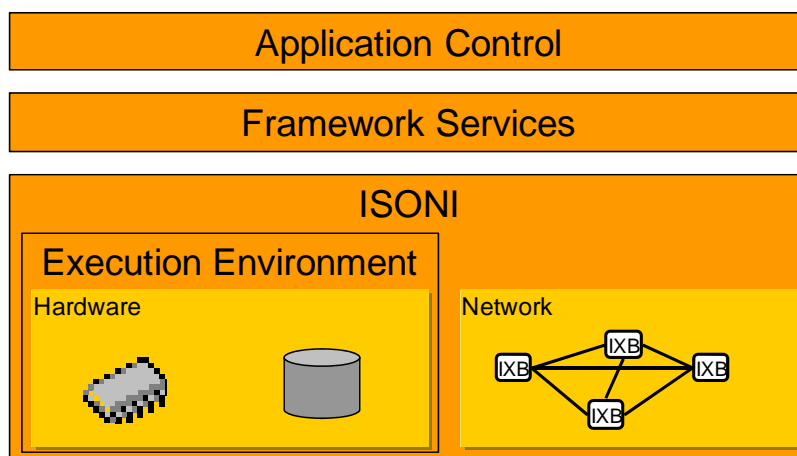 Application Control
Framework Services
ISONI
Execution Environment
Hardware
Network
IXB
IXB
IXB
IXB